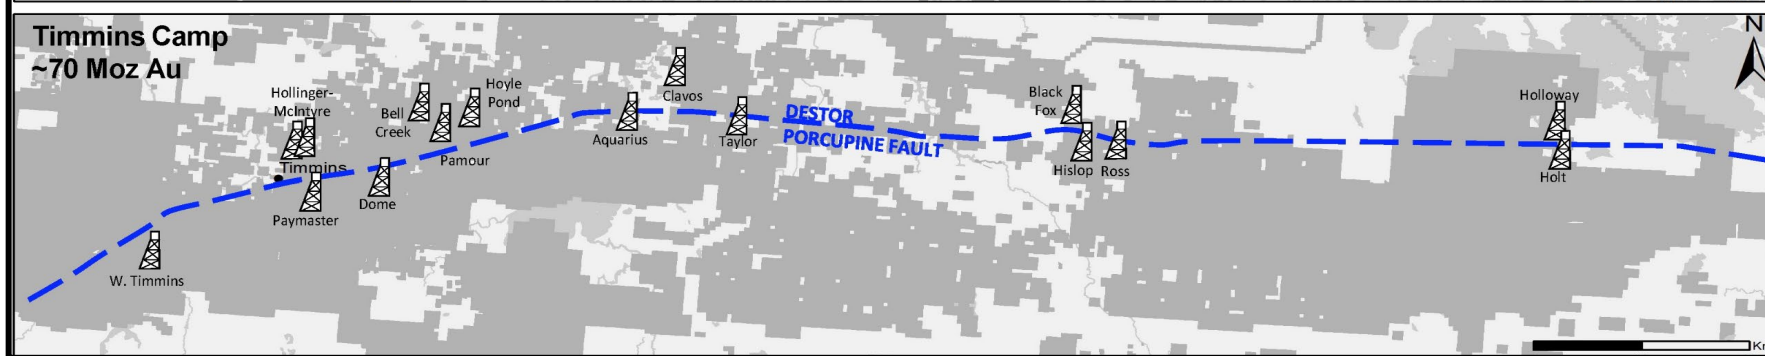 Timmins Camp
~70 Moz Au
Hollinger-
McIntyre
Bell
Creek
Hoyle
Pond
Pamour
Timmins
Paymaster
Dome
W. Timmins
Clavos
Aquarius
Taylor
DESTOR
PORCUPINE FAULT
Black
Fox
Hislop
Ross
Holloway
Holt
N